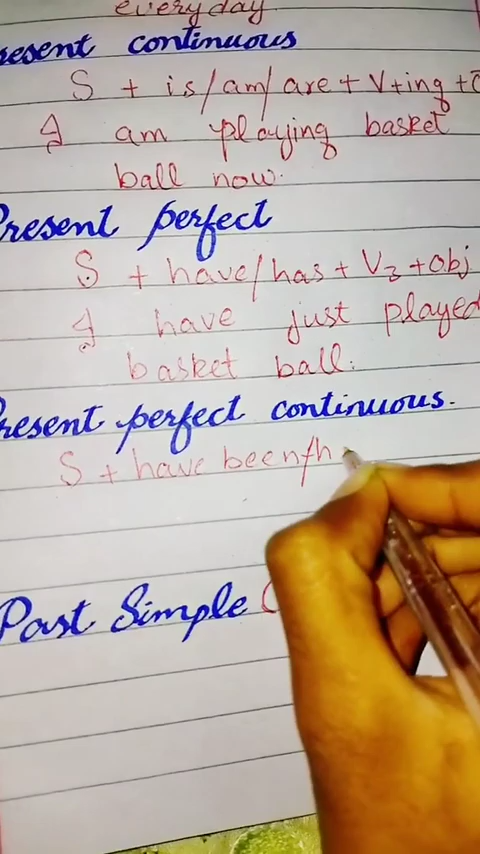 everyday
resent continuous
S + is/am/are + V+ing +O
I am playing basket
ball now.
Present perfect
S + have/has + V3 + obj
I have just played
basket ball.
resent perfect continuous.
S + have been/h
Past Simple (